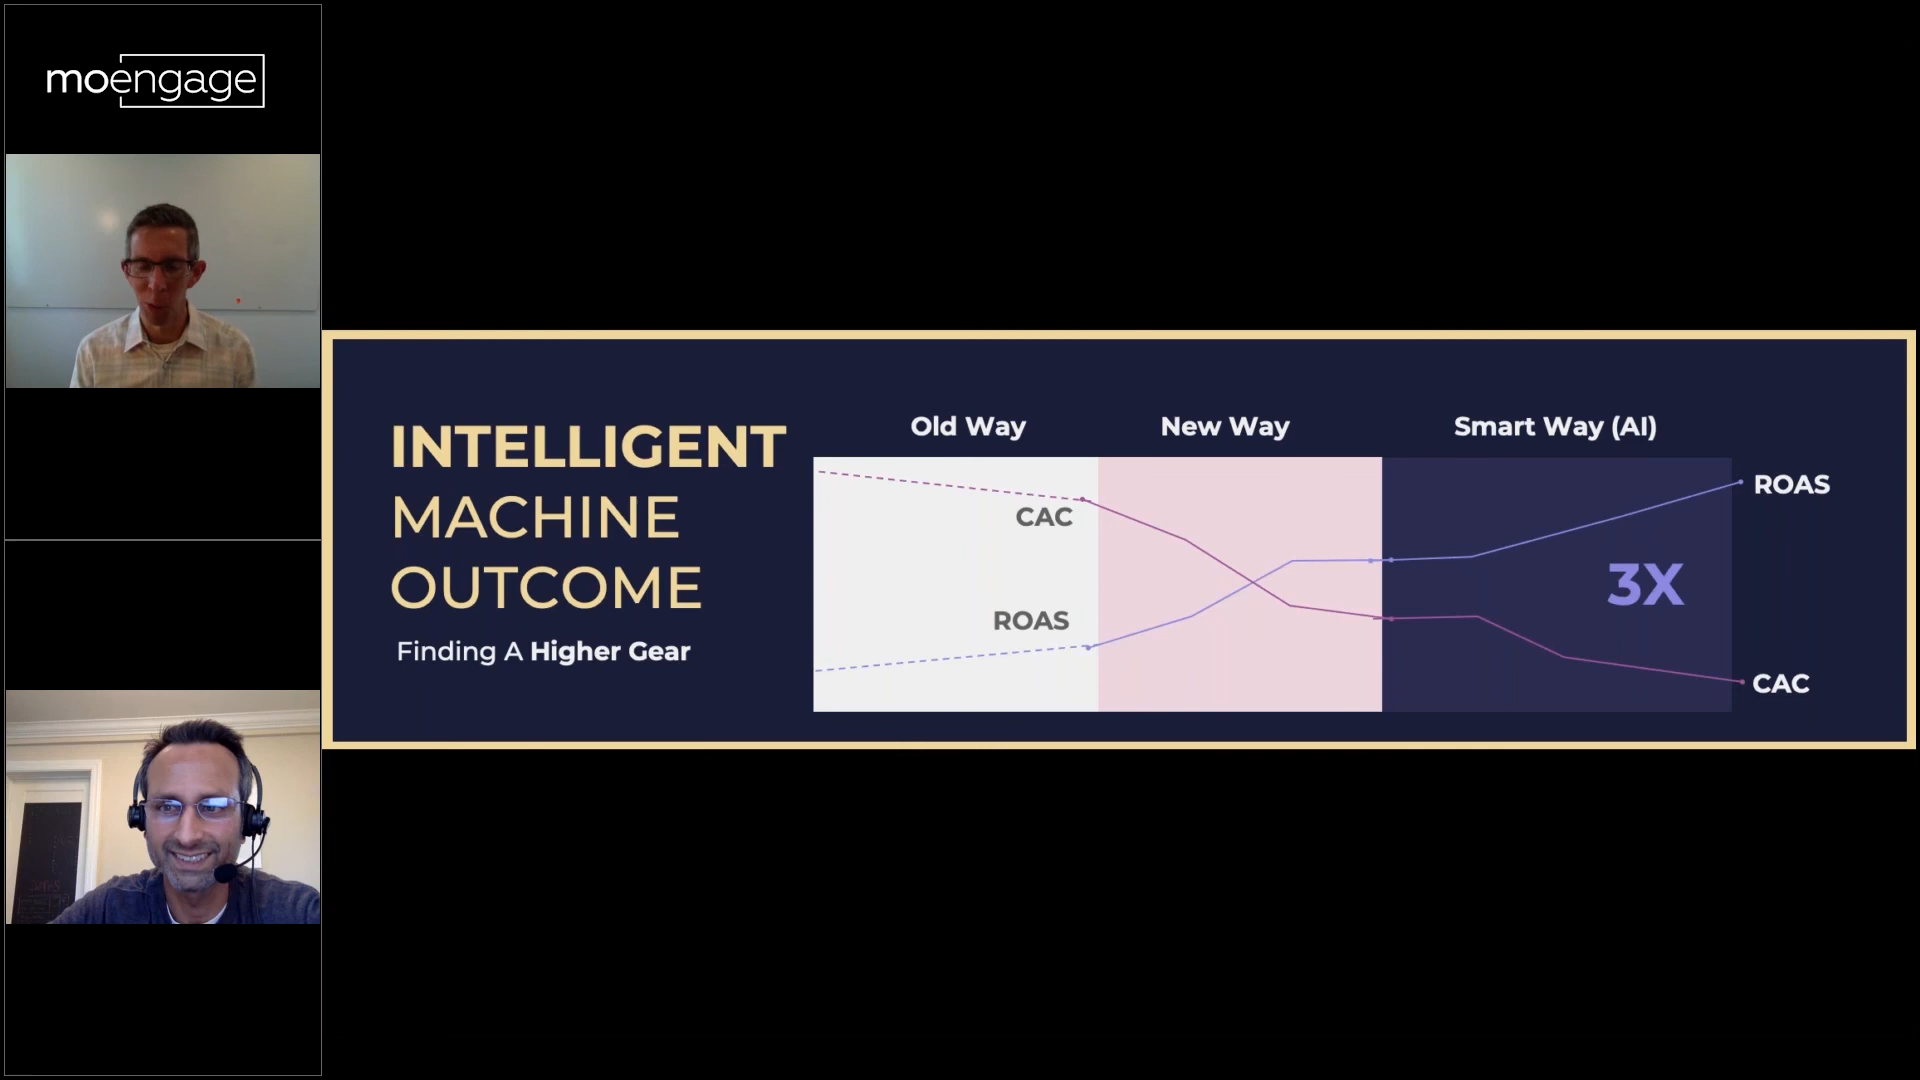 moengage
INTELLIGENT
MACHINE
OUTCOME
Finding A Higher Gear
Old Way
New Way
Smart Way (AI)
CAC
ROAS
ROAS
3X
CAC